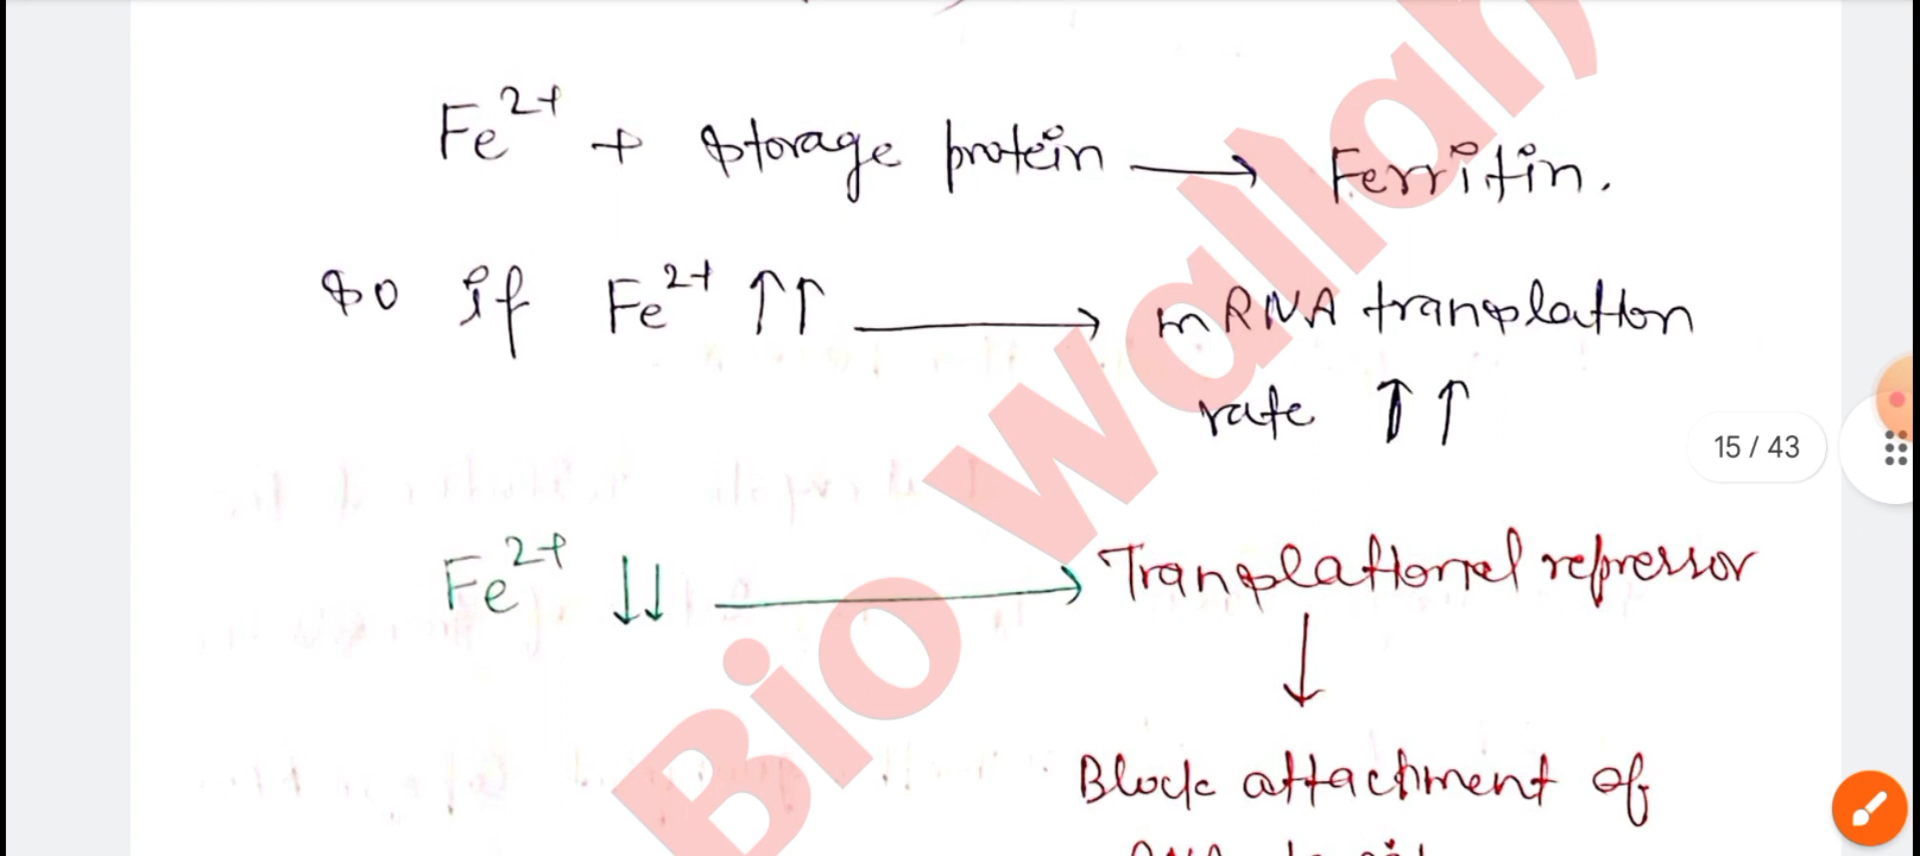 Fe²⁺ + storage protein → Ferritin.
So if Fe²⁺ ↑↑ → mRNA translation
rate ↑↑
15 / 43
Fe²⁺ ↓↓ → Translational repressor
↓
Block attachment of
Bio wallah